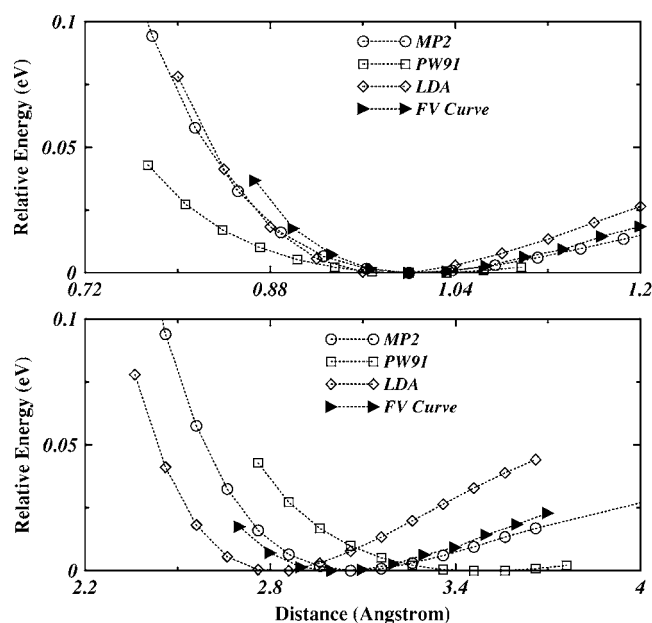 0.1
MP2
PW91
LDA
FV Curve
0.05
0
Relative Energy (eV)
0.72
0.88
1.04
1.2
0.1
MP2
PW91
LDA
FV Curve
0.05
0
Relative Energy (eV)
2.2
2.8
3.4
4
Distance (Angstrom)